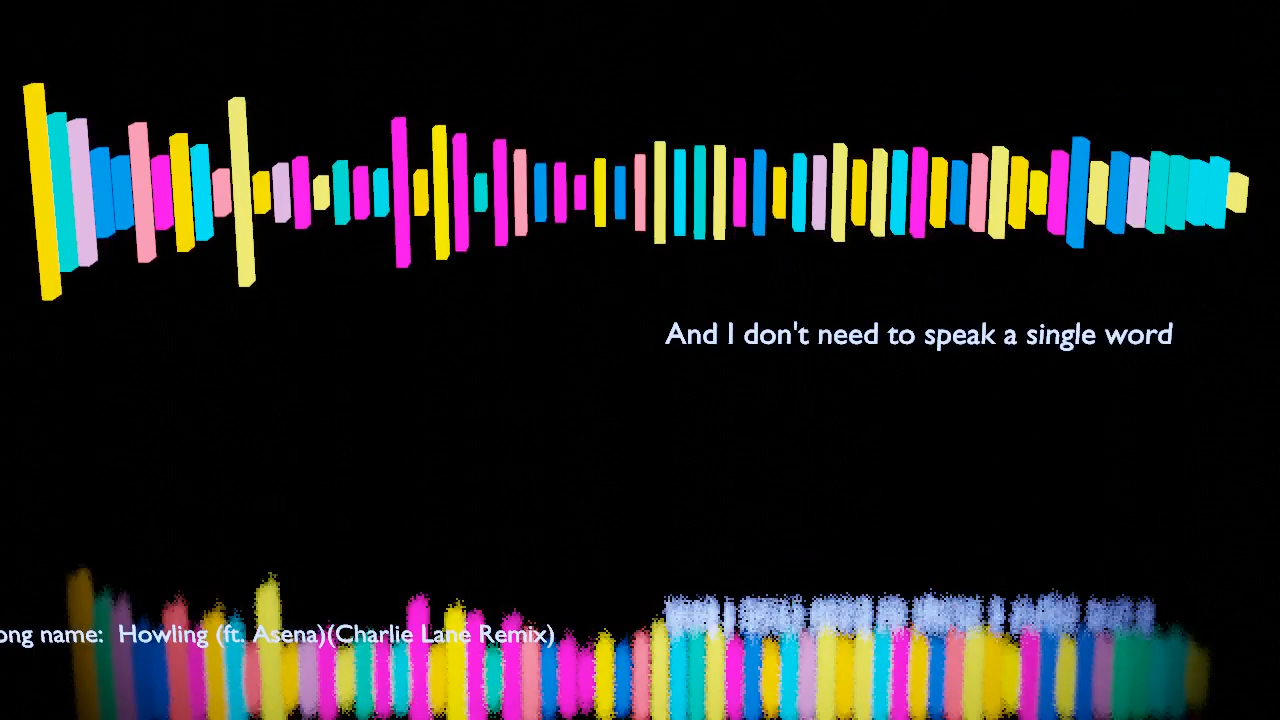 And I don't need to speak a single word
ong name:  Howling (ft. Asena)(Charlie Lane Remix)